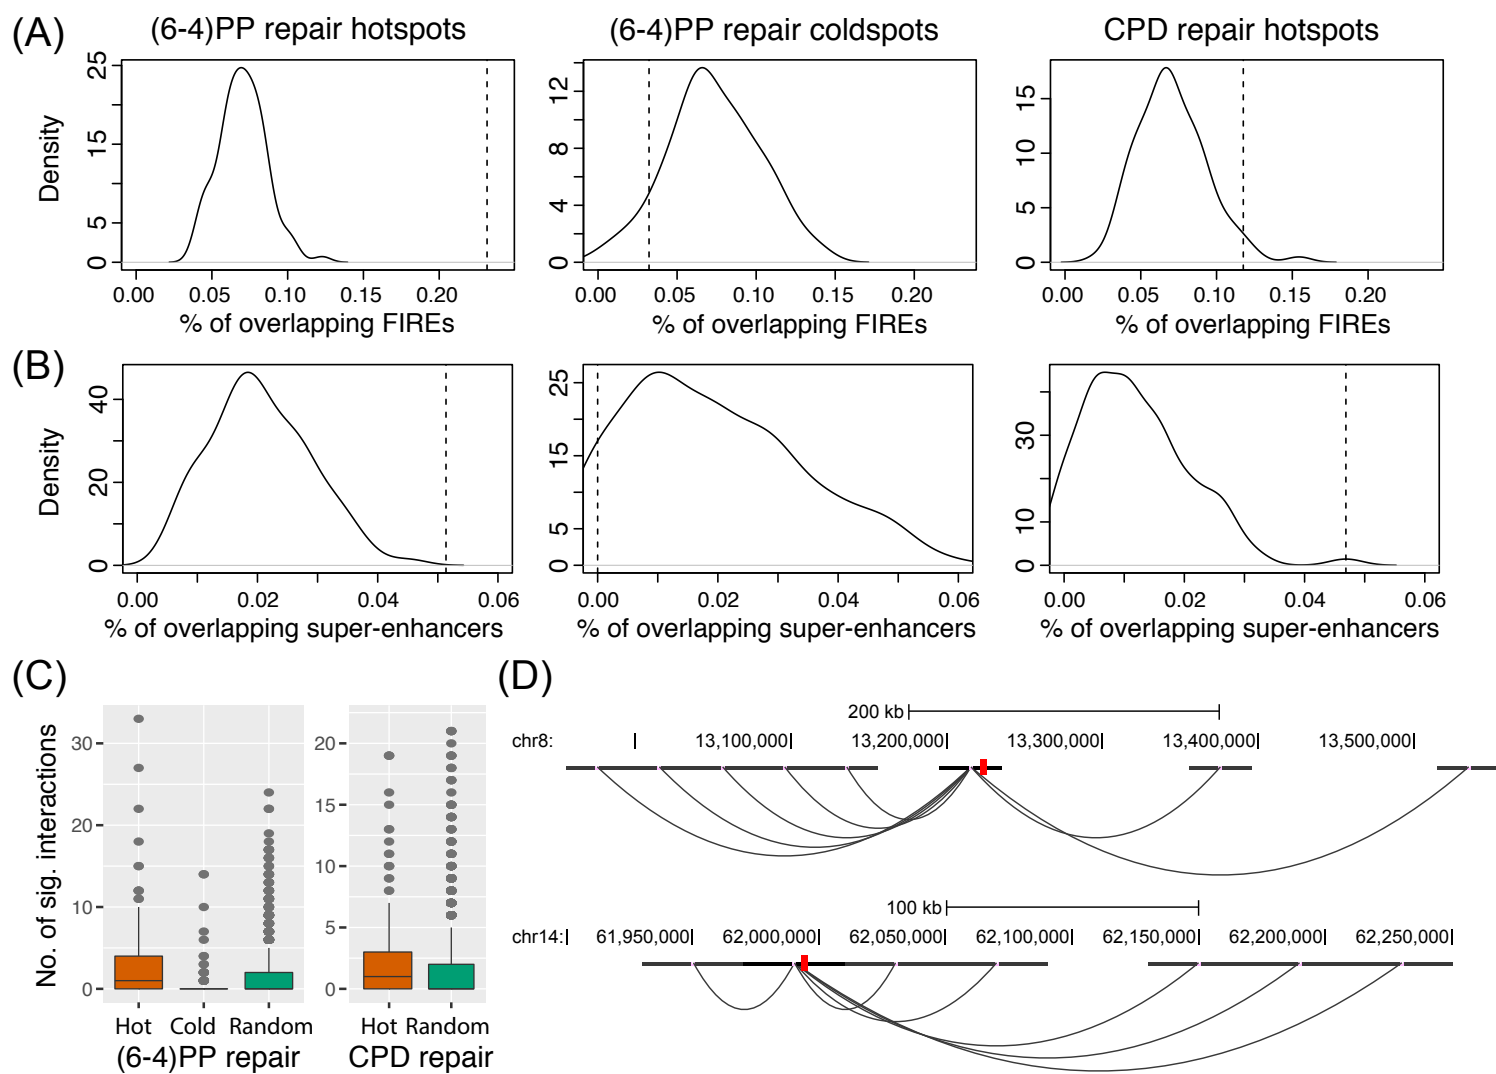 (A)
(6-4)PP repair hotspots
(6-4)PP repair coldspots
CPD repair hotspots
Density
0 5 15 25
0.00 0.05 0.10 0.15 0.20
% of overlapping FIREs
0 4 8 12
0.00 0.05 0.10 0.15 0.20
% of overlapping FIREs
0 5 10 15
0.00 0.05 0.10 0.15 0.20
% of overlapping FIREs
(B)
Density
0 20 40
0.00 0.02 0.04 0.06
% of overlapping super-enhancers
0 5 15 25
0.00 0.02 0.04 0.06
% of overlapping super-enhancers
0 10 30
0.00 0.02 0.04 0.06
% of overlapping super-enhancers
(C)
No. of sig. interactions
30
20
10
0
Hot Cold Random
(6-4)PP repair
20
15
10
5
0
Hot Random
CPD repair
(D)
200 kb
chr8: 13,100,000 13,200,000 13,300,000 13,400,000 13,500,000
100 kb
chr14: 61,950,000 62,000,000 62,050,000 62,100,000 62,150,000 62,200,000 62,250,000